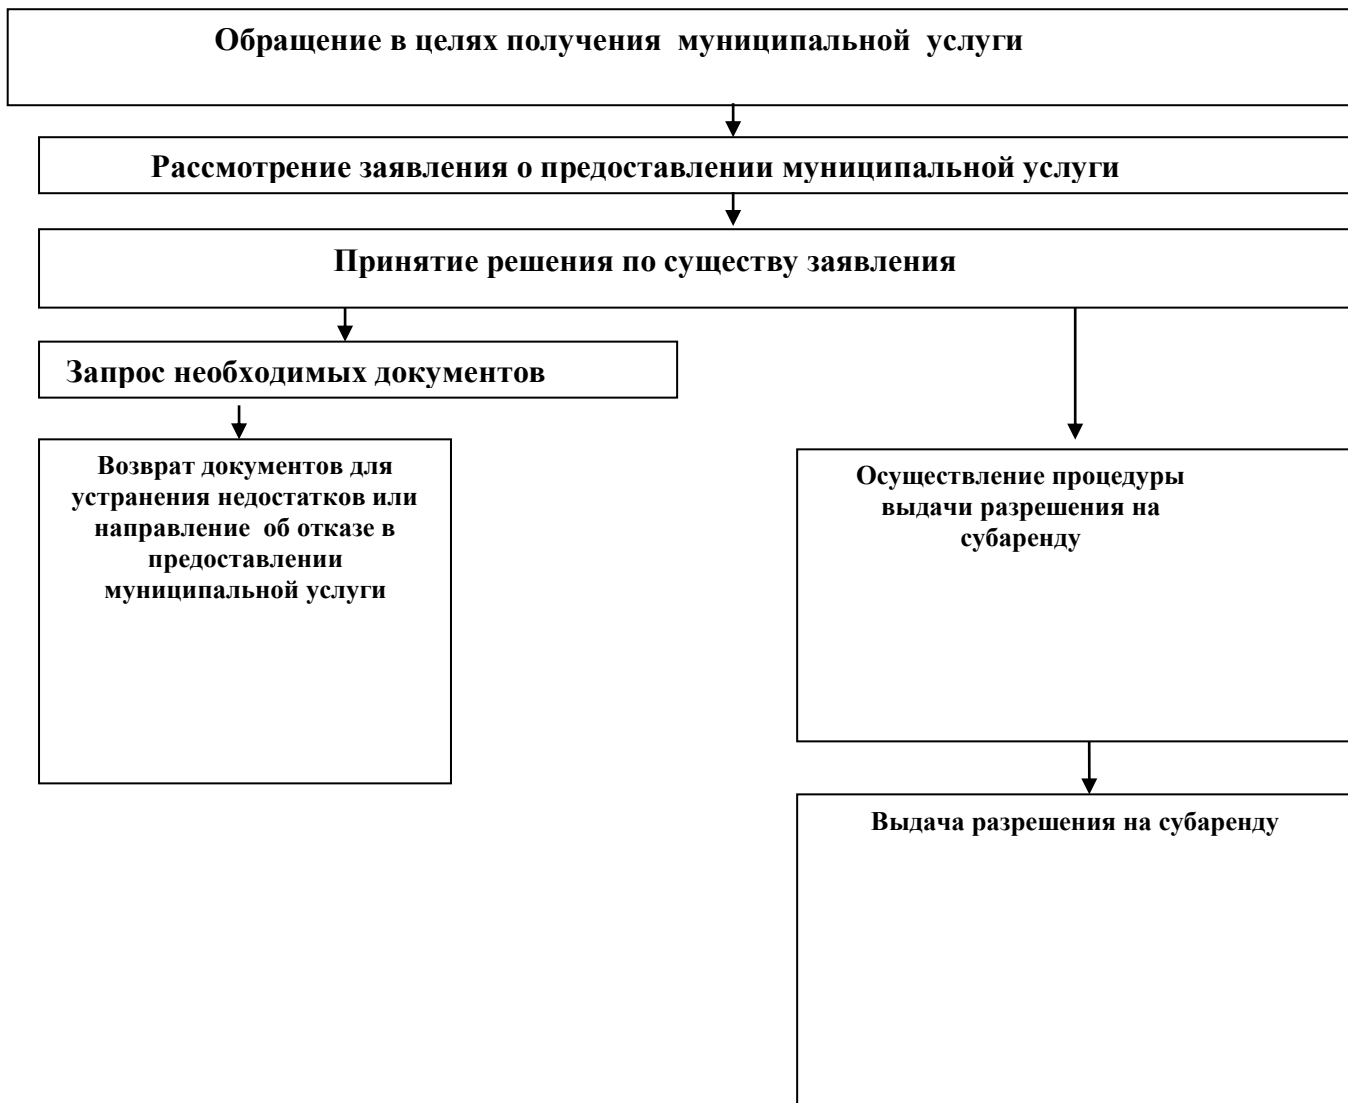 Обращение в целях получения муниципальной услуги
Рассмотрение заявления о предоставлении муниципальной услуги
Принятие решения по существу заявления
Запрос необходимых документов
Возврат документов для
устранения недостатков или
направление об отказе в
предоставлении
муниципальной услуги
Осуществление процедуры
выдачи разрешения на
субаренду
Выдача разрешения на субаренду